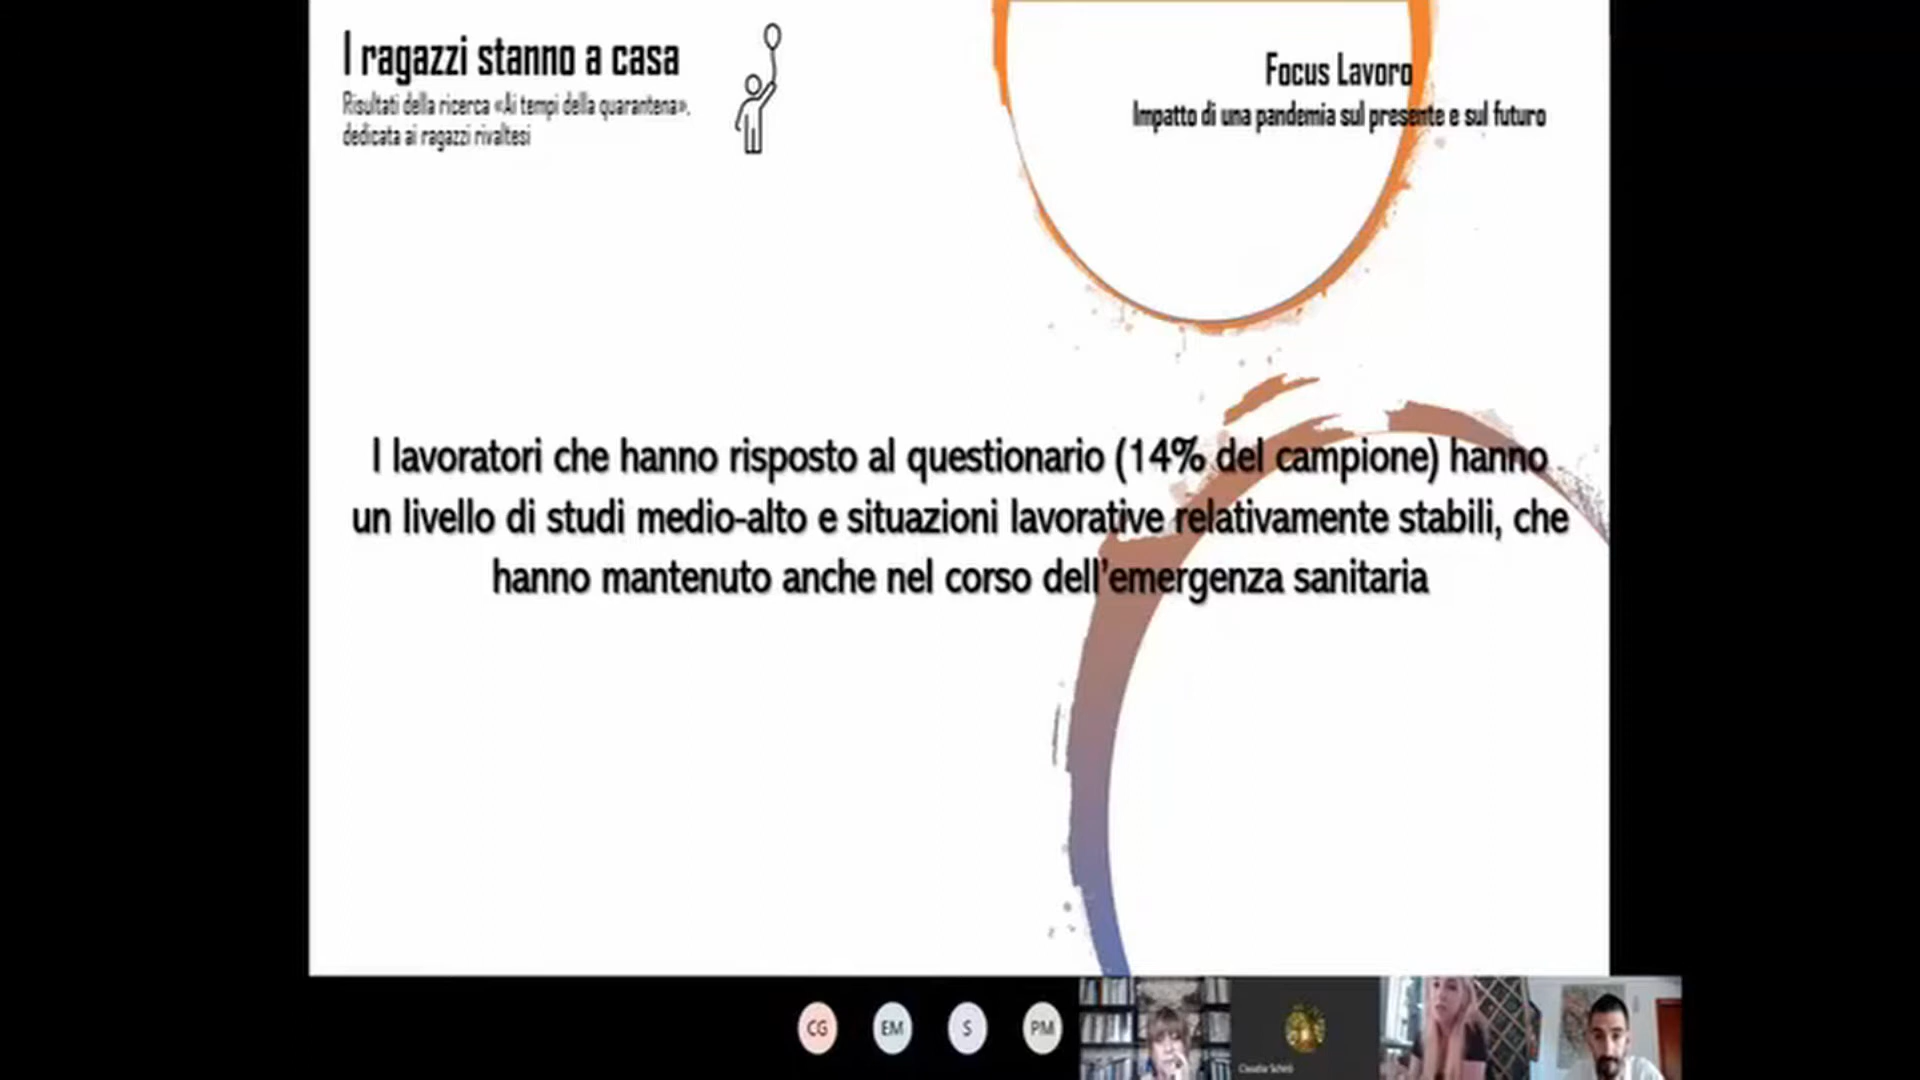 I ragazzi stanno a casa
Risultati della ricerca «Ai tempi della quarantena»,
dedicata ai ragazzi rivaltesi
Focus Lavoro
Impatto di una pandemia sul presente e sul futuro
I lavoratori che hanno risposto al questionario (14% del campione) hanno
un livello di studi medio-alto e situazioni lavorative relativamente stabili, che
hanno mantenuto anche nel corso dell'emergenza sanitaria
CG
EM
S
PM